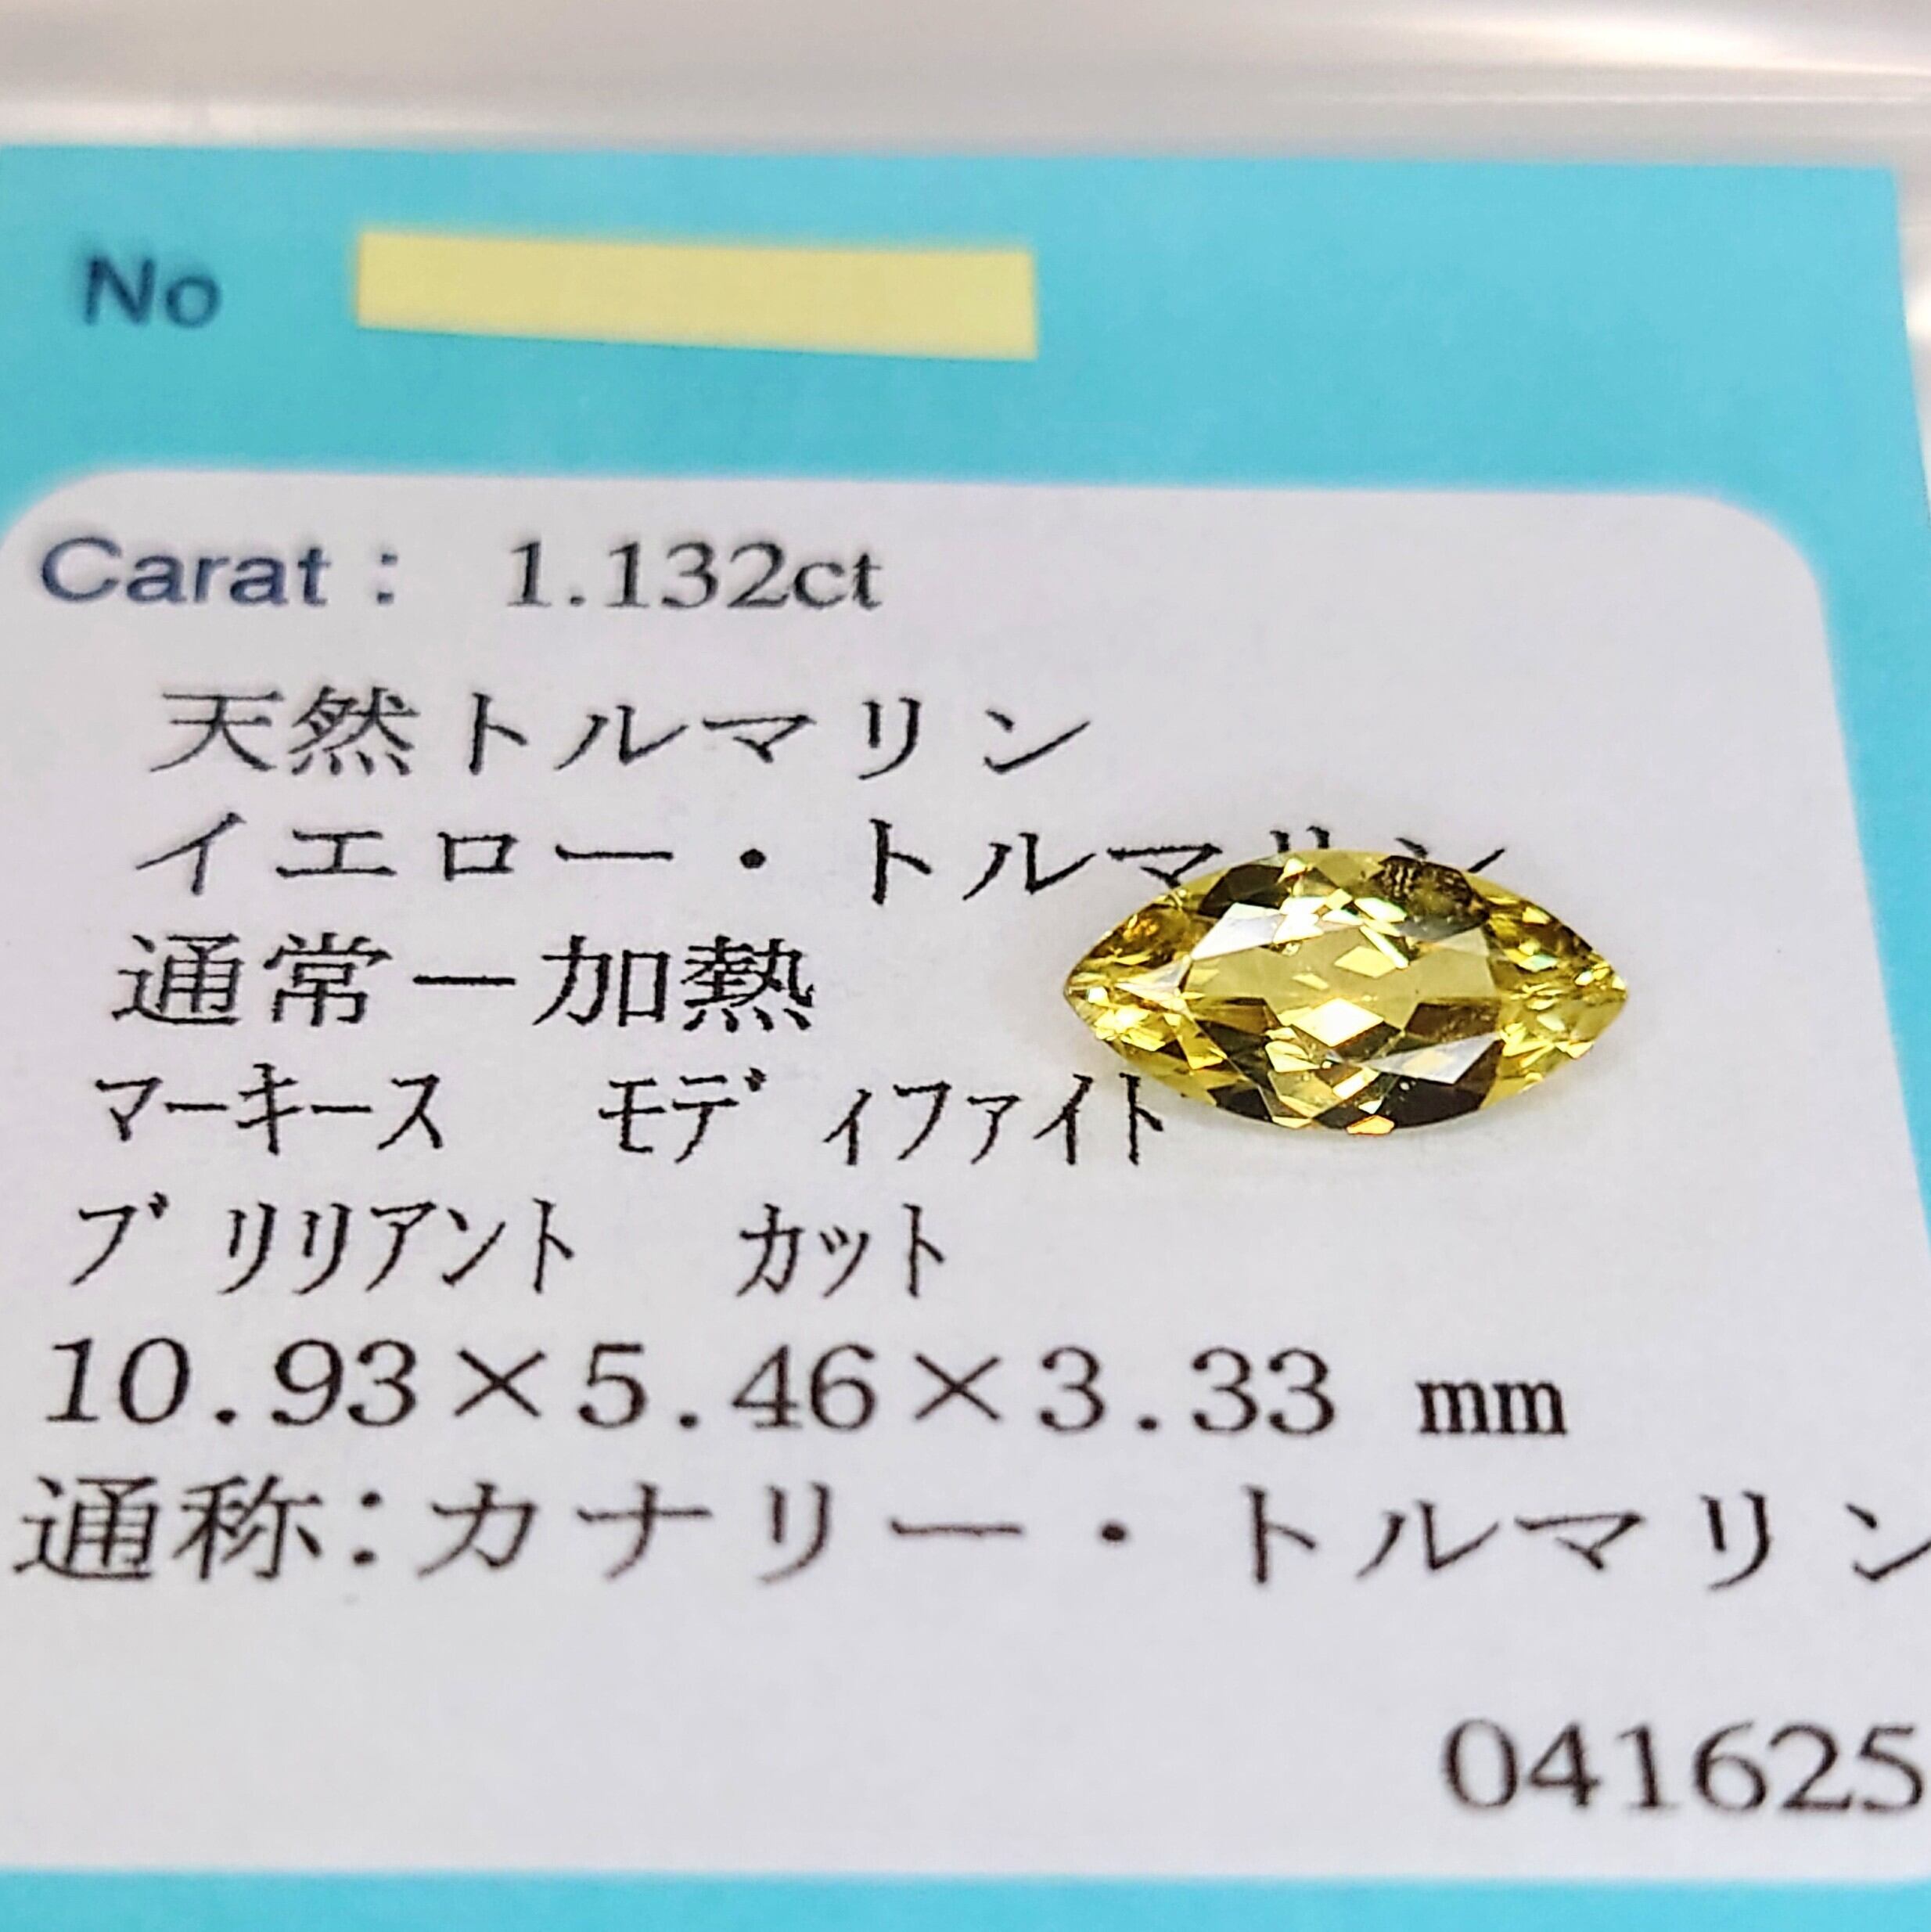 No
Carat : 1.132ct
天然トルマリン
イエロー・トルマリン
通常ー加熱
マーキース モディファイト
ブリリアント カット
10.93×5.46×3.33 mm
通称:カナリー・トルマリン
041625